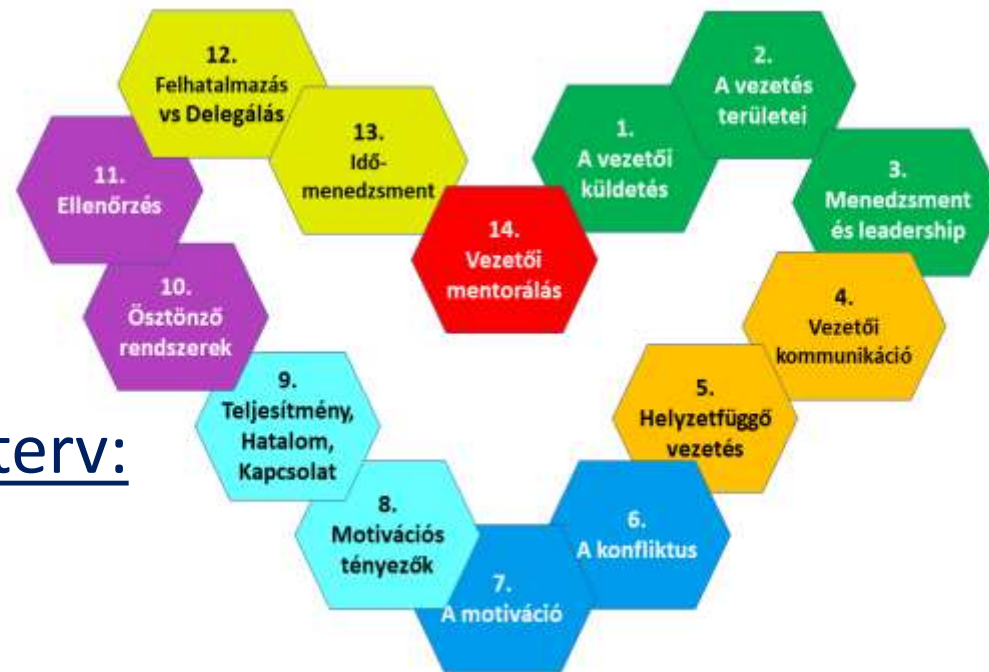 1.
A vezetői
küldetés
2.
A vezetés
területei
3.
Menedzsment
és leadership
4.
Vezetői
kommunikáció
5.
Helyzetfüggő
vezetés
6.
A konfliktus
7.
A motiváció
8.
Motivációs
tényezők
9.
Teljesítmény,
Hatalom,
Kapcsolat
10.
Ösztönző
rendszerek
11.
Ellenőrzés
12.
Felhatalmazás
vs Delegálás
13.
Idő-
menedzsment
14.
Vezetői
mentorálás
terv: